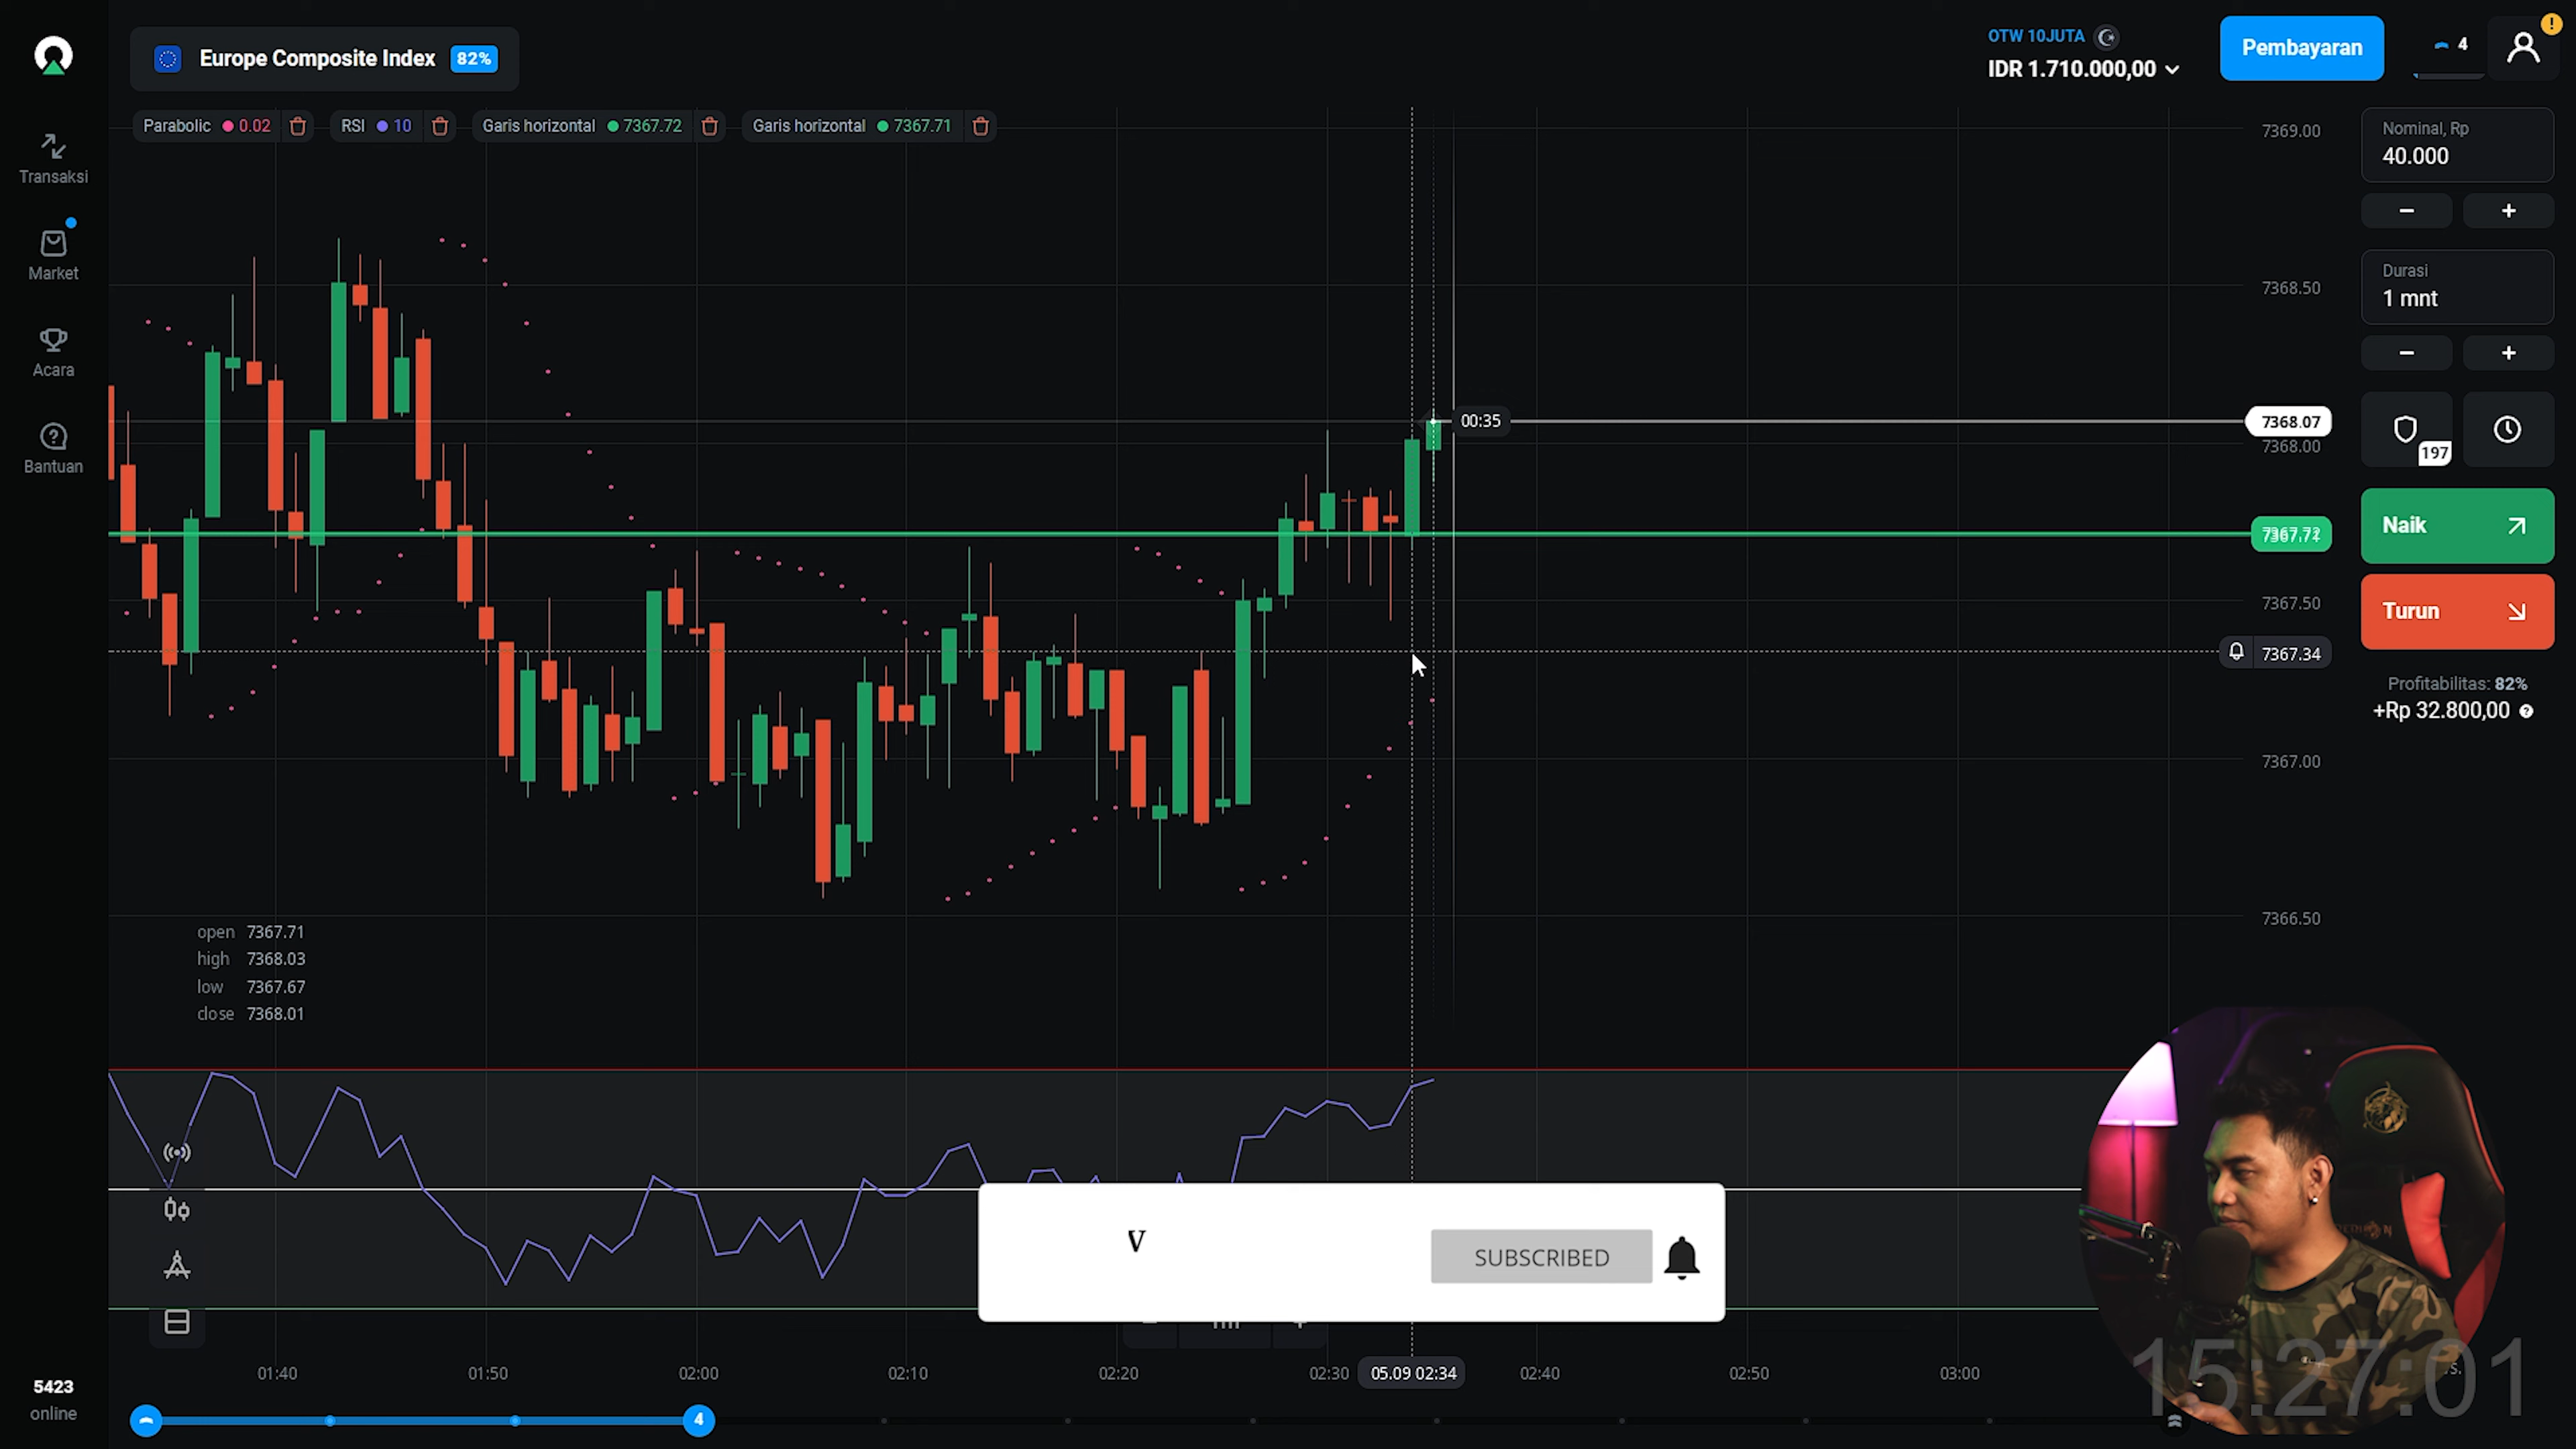 Europe Composite Index 82%
OTW 10JUTA
IDR 1.710.000,00
Pembayaran
4
!
Parabolic 0.02
RSI 10
Garis horizontal 7367.72
Garis horizontal 7367.71
Transaksi
Market
Acara
? Bantuan
7369.00
7368.50
7368.07
7368.00
7367.50
7367.34
7367.00
7366.50
00:35
Nominal, Rp
40.000
− +
Durasi
1 mnt
− +
197
Naik
Turun
Profitabilitas: 82%
+Rp 32.800,00 ?
open 7367.71
high 7368.03
low 7367.67
close 7368.01
V
SUBSCRIBED
01:40 01:50 02:00 02:10 02:20 02:30 05.09 02:34 02:40 02:50 03:00
15:27:01
5423
online
4